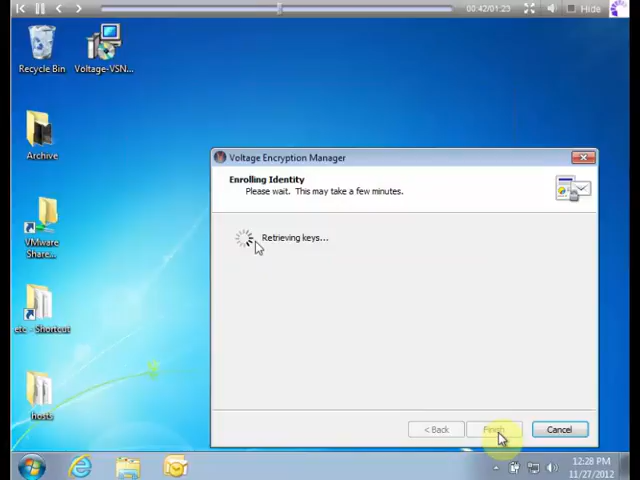 00:42/01:23
Hide
Recycle Bin
Voltage-VSN...
Archive
VMware
Share...
etc - Shortcut
hosts
Voltage Encryption Manager
Enrolling Identity
Please wait. This may take a few minutes.
Retrieving keys...
< Back
Finish
Cancel
12:28 PM
11/27/2012